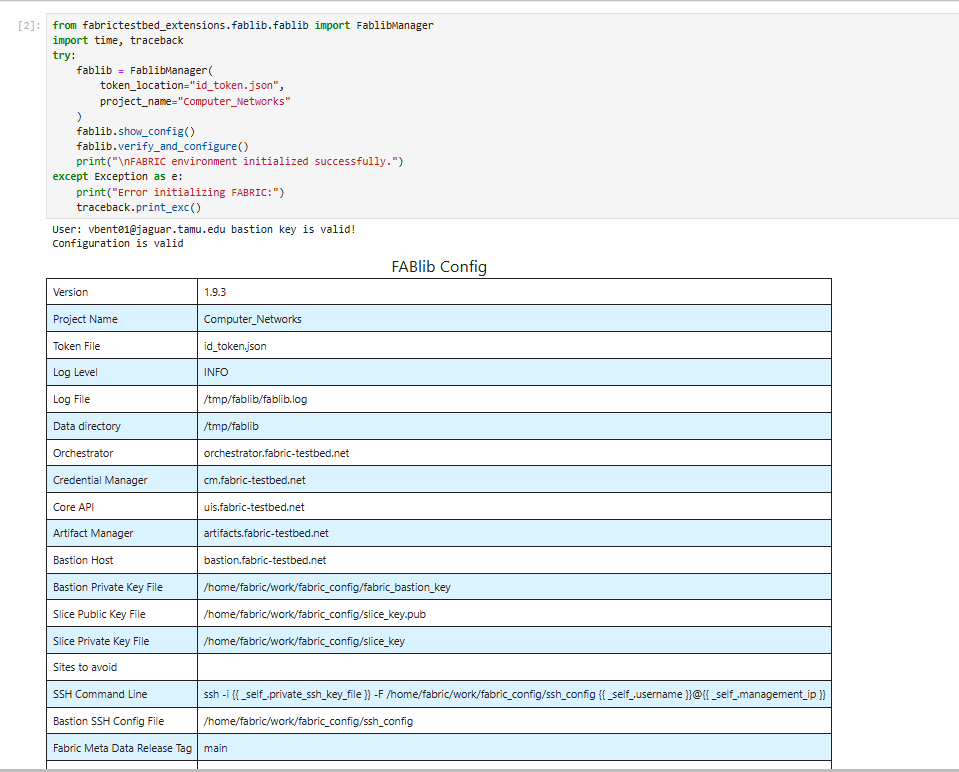 [2]: from fabrictestbed_extensions.fablib.fablib import FablibManager
import time, traceback
try:
    fablib = FablibManager(
        token_location="id_token.json",
        project_name="Computer_Networks"
    )
    fablib.show_config()
    fablib.verify_and_configure()
    print("\nFABRIC environment initialized successfully.")
except Exception as e:
    print("Error initializing FABRIC:")
    traceback.print_exc()
User: vbent01@jaguar.tamu.edu bastion key is valid!
Configuration is valid
FABlib Config
Version 1.9.3
Project Name Computer_Networks
Token File id_token.json
Log Level INFO
Log File /tmp/fablib/fablib.log
Data directory /tmp/fablib
Orchestrator orchestrator.fabric-testbed.net
Credential Manager cm.fabric-testbed.net
Core API uis.fabric-testbed.net
Artifact Manager artifacts.fabric-testbed.net
Bastion Host bastion.fabric-testbed.net
Bastion Private Key File /home/fabric/work/fabric_config/fabric_bastion_key
Slice Public Key File /home/fabric/work/fabric_config/slice_key.pub
Slice Private Key File /home/fabric/work/fabric_config/slice_key
Sites to avoid
SSH Command Line ssh -i {{ _self_.private_ssh_key_file }} -F /home/fabric/work/fabric_config/ssh_config {{ _self_.username }}@{{ _self_.management_ip }}
Bastion SSH Config File /home/fabric/work/fabric_config/ssh_config
Fabric Meta Data Release Tag main